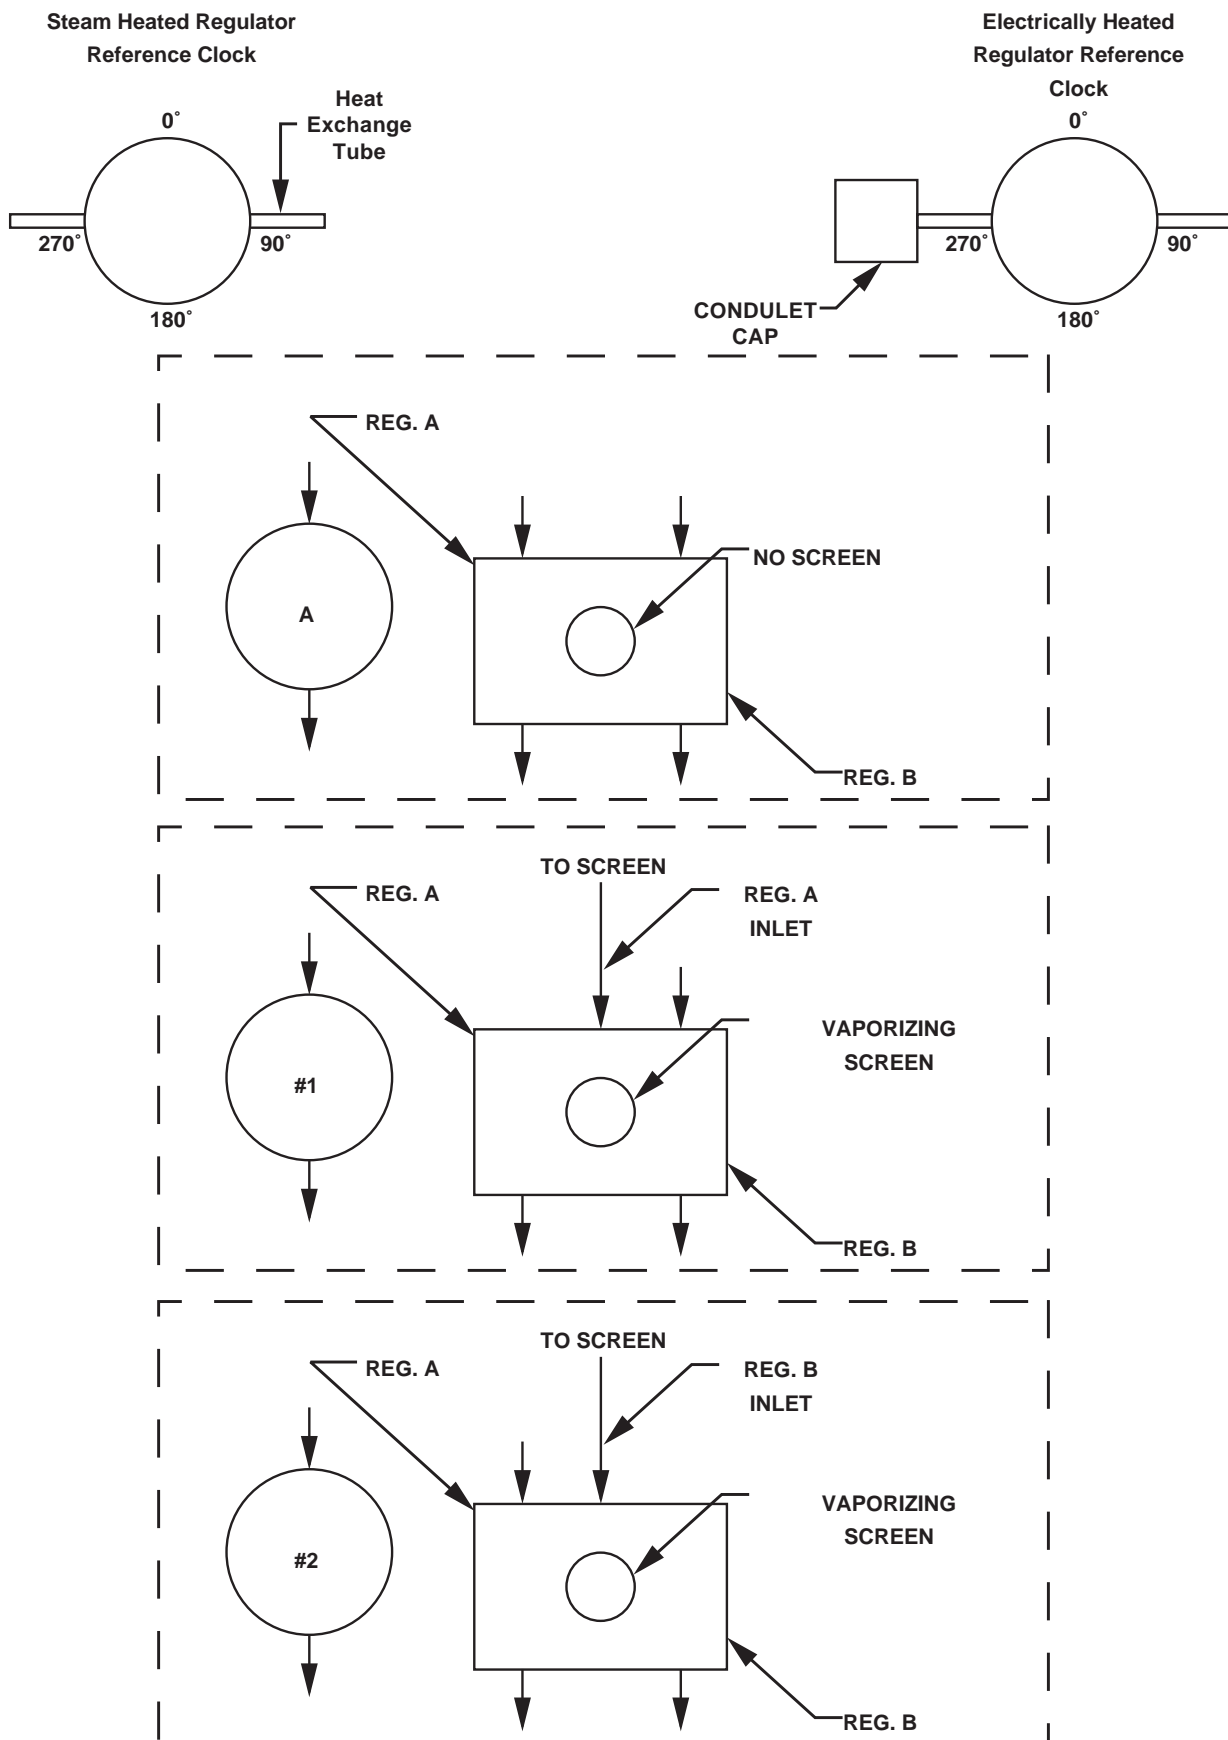 Steam Heated Regulator
Reference Clock
Electrically Heated
Regulator Reference
Clock
0°
Heat
Exchange
Tube
270°
90°
180°
0°
270°
90°
180°
CONDULET
CAP
REG. A
A
NO SCREEN
REG. B
TO SCREEN
REG. A
REG. A
INLET
#1
VAPORIZING
SCREEN
REG. B
TO SCREEN
REG. A
REG. B
INLET
#2
VAPORIZING
SCREEN
REG. B